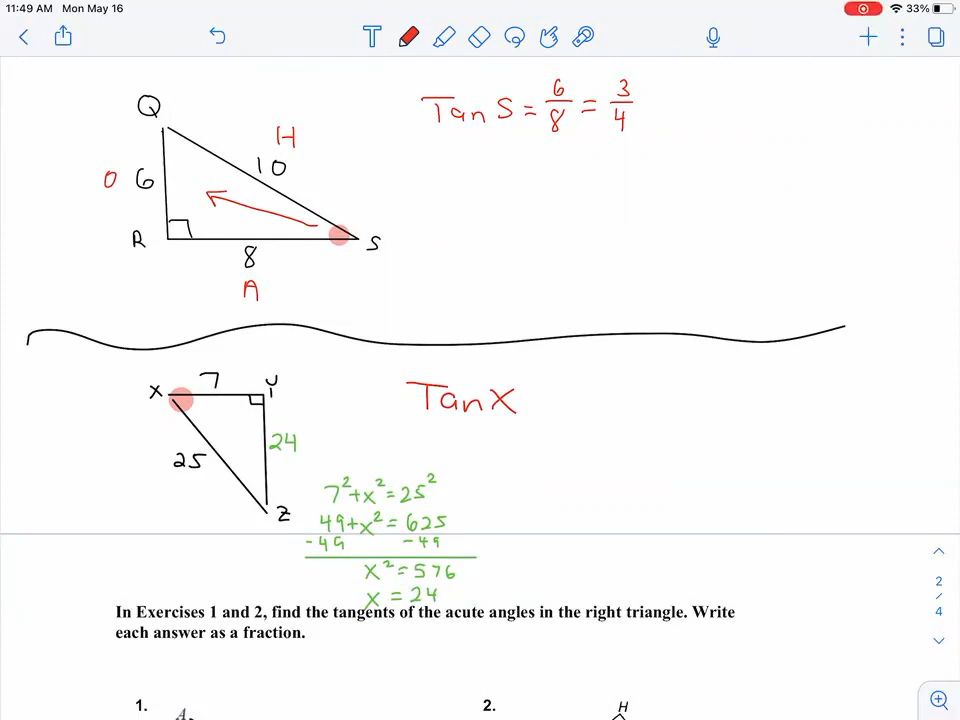 11:49 AM Mon May 16
33%
T
Q
H
10
O 6
R
8
S
A
Tan S = 6/8 = 3/4
X 7 Y
Tan X
24
25
Z
7² + x² = 25²
49 + x² = 625
-49 -49
x² = 576
x = 24
2
/
4
In Exercises 1 and 2, find the tangents of the acute angles in the right triangle. Write
each answer as a fraction.
1. 2.
A H